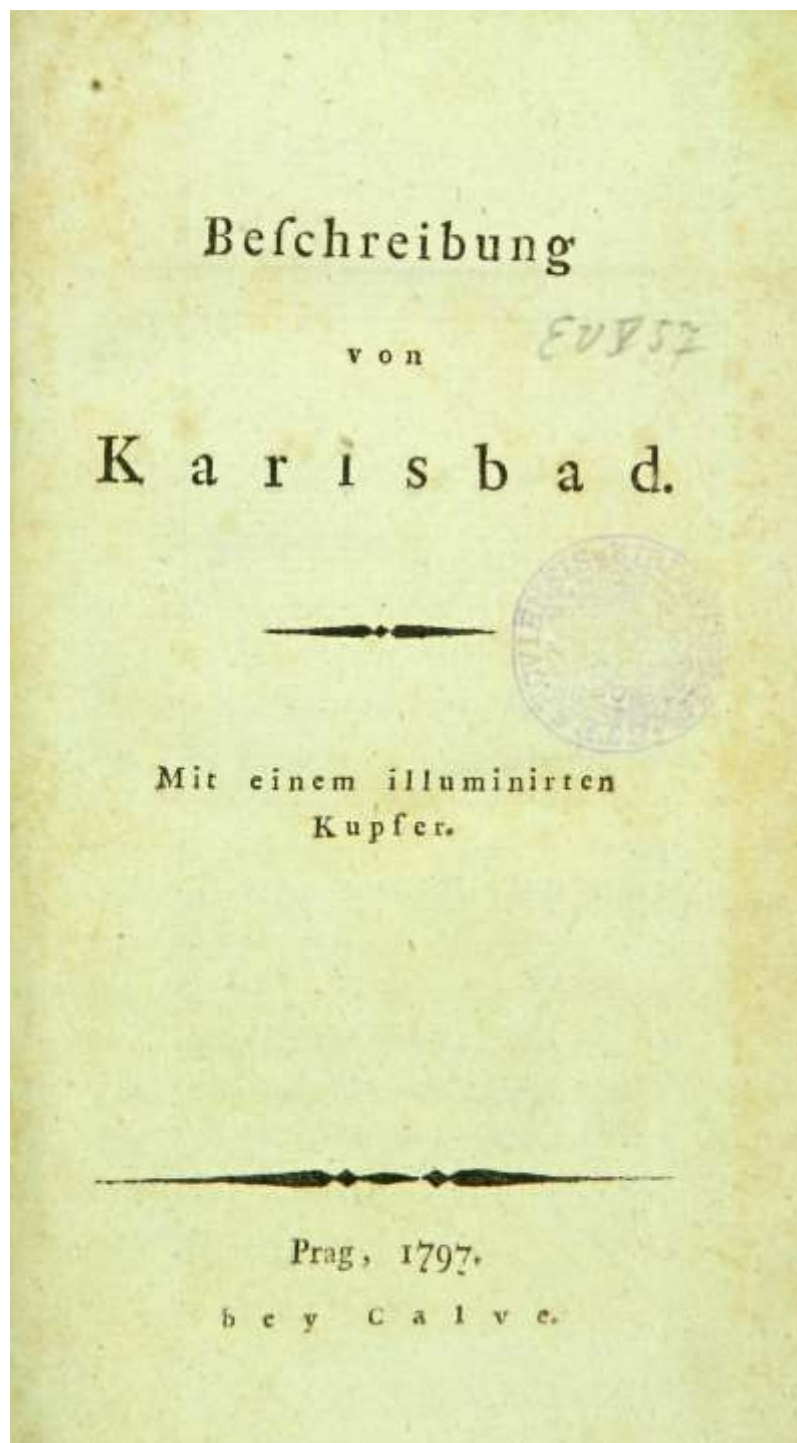 Beſchreibung
von
Karlsbad.
Mit einem illuminirten
Kupfer.
Prag, 1797.
bey Calve.